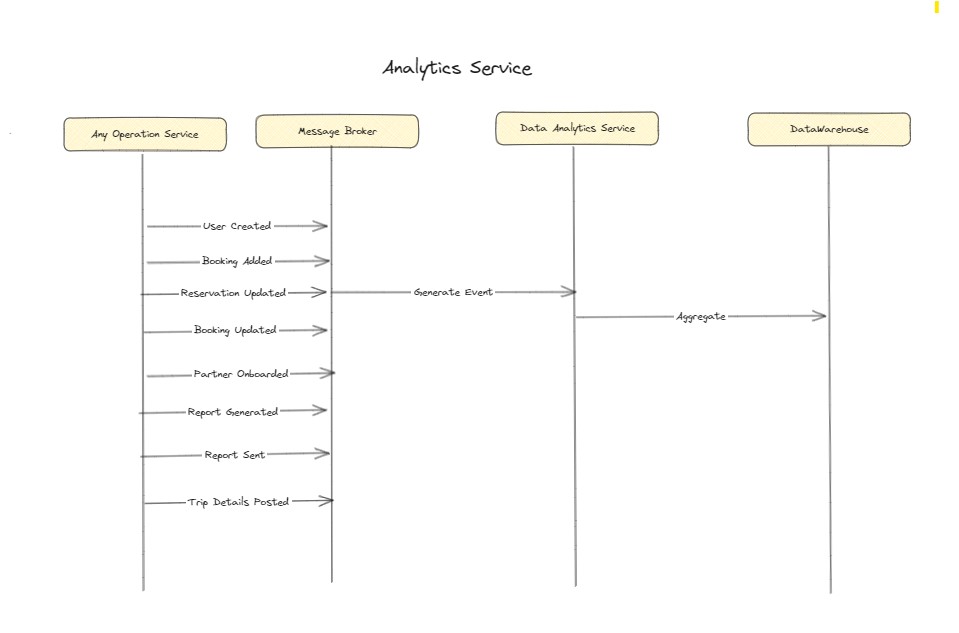 Analytics Service
Any Operation Service
Message Broker
Data Analytics Service
DataWarehouse
User Created
Booking Added
Reservation Updated
Generate Event
Aggregate
Booking Updated
Partner Onboarded
Report Generated
Report Sent
Trip Details Posted